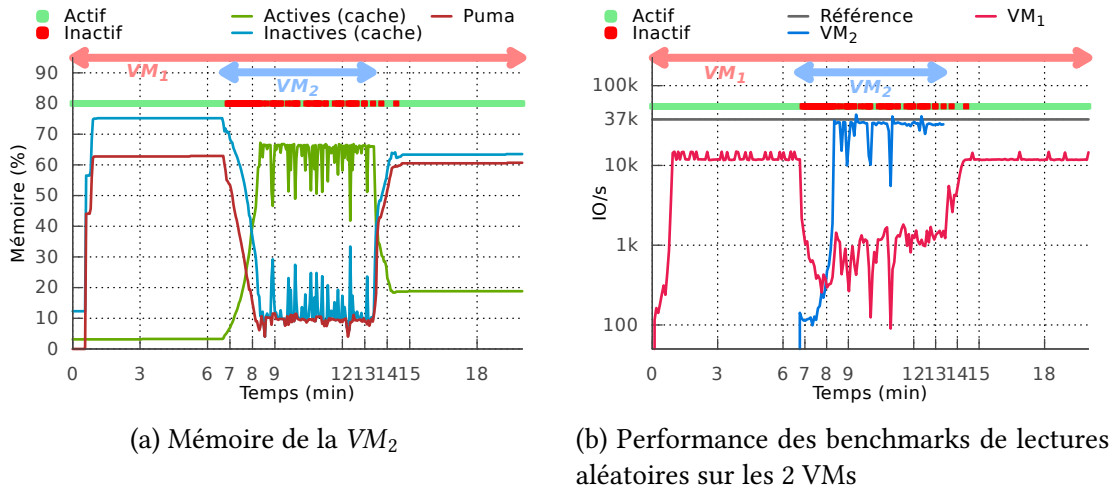 Actif
Inactif
Actives (cache)
Inactives (cache)
Puma
VM1
VM2
90
80
70
60
50
40
30
20
10
0
Mémoire (%)
0 3 6 7 8 9 12 13 14 15 18
Temps (min)
(a) Mémoire de la VM2
Actif
Inactif
Référence
VM2
VM1
VM1
VM2
100k
37k
10k
1k
100
IO/s
0 3 6 7 8 9 12 13 14 15 18
Temps (min)
(b) Performance des benchmarks de lectures
aléatoires sur les 2 VMs